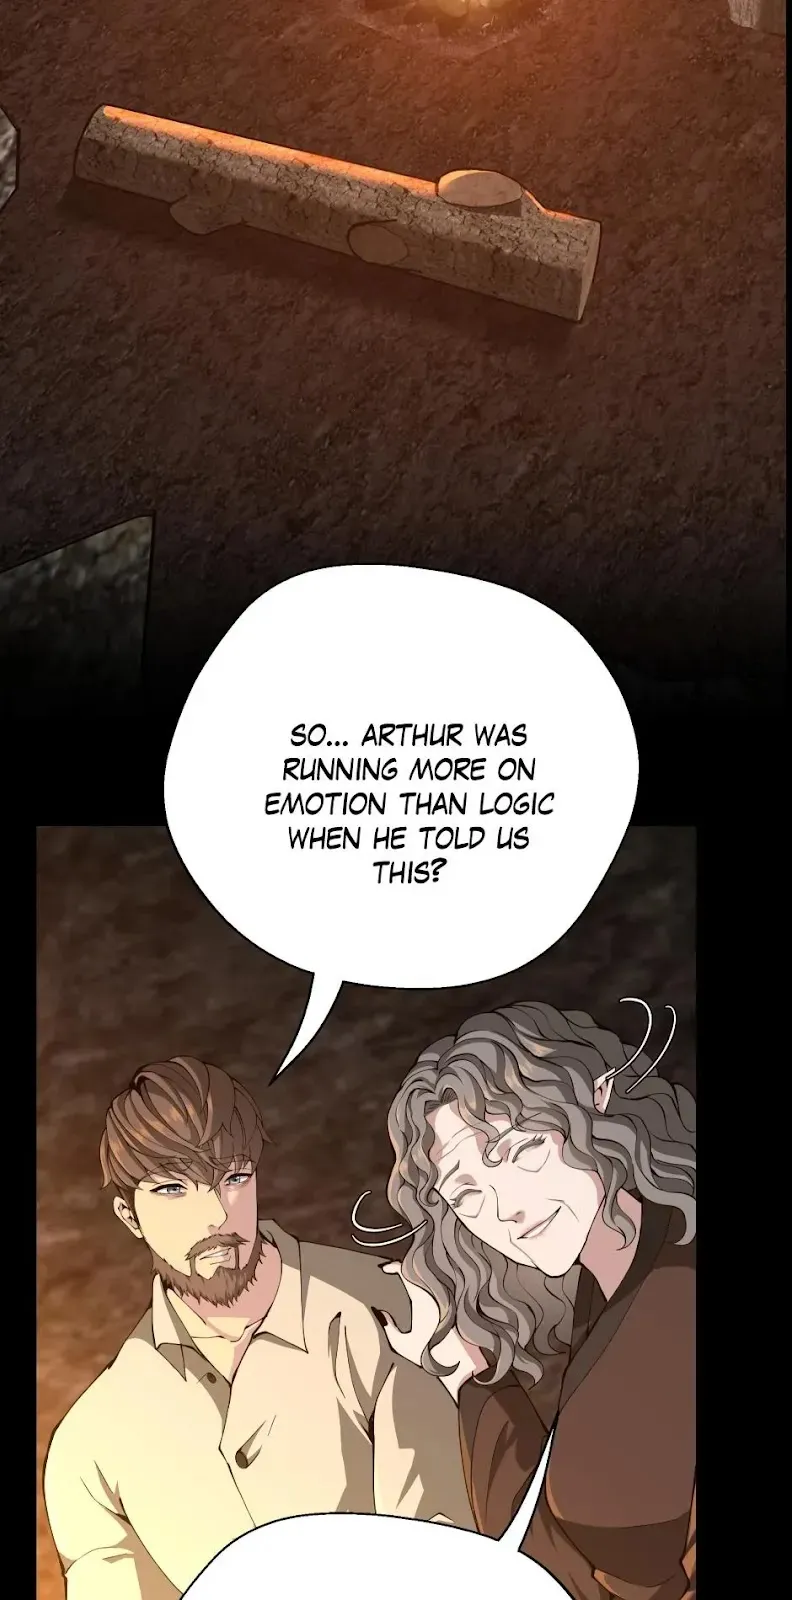 SO... ARTHUR WAS
RUNNING MORE ON
EMOTION THAN LOGIC
WHEN HE TOLD US
THIS?